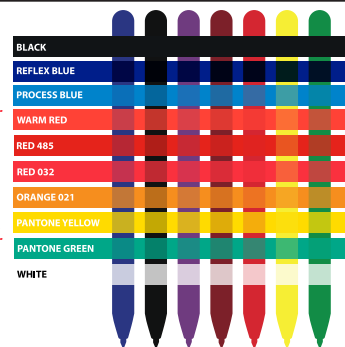 BLACK
REFLEX BLUE
PROCESS BLUE
WARM RED
RED 485
RED 032
ORANGE 021
PANTONE YELLOW
PANTONE GREEN
WHITE